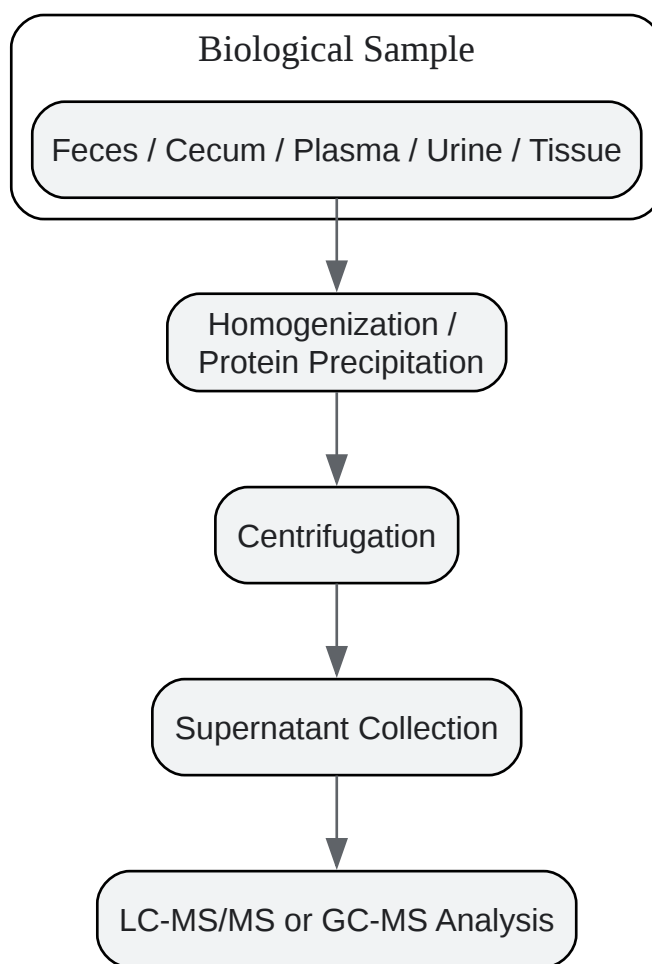 Biological Sample
Feces / Cecum / Plasma / Urine / Tissue
Homogenization /
Protein Precipitation
Centrifugation
Supernatant Collection
LC-MS/MS or GC-MS Analysis